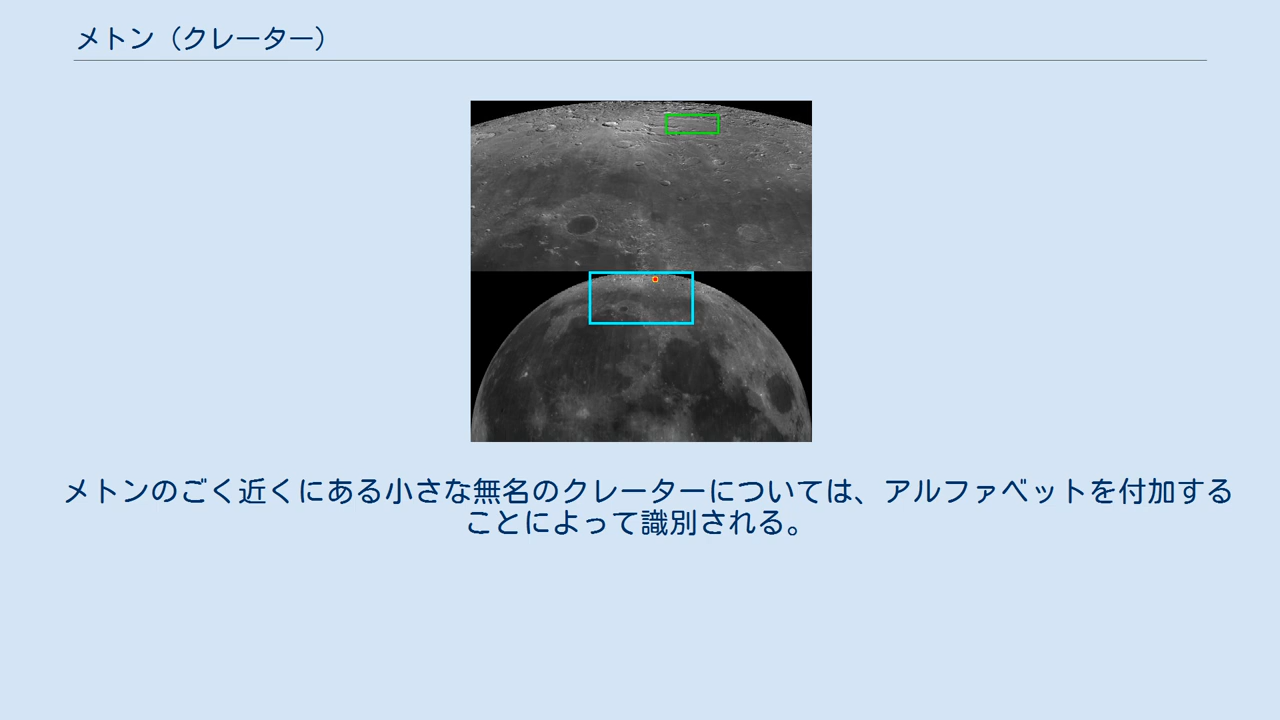 メトン（クレーター）
メトンのごく近くにある小さな無名のクレーターについては、アルファベットを付加する
ことによって識別される。